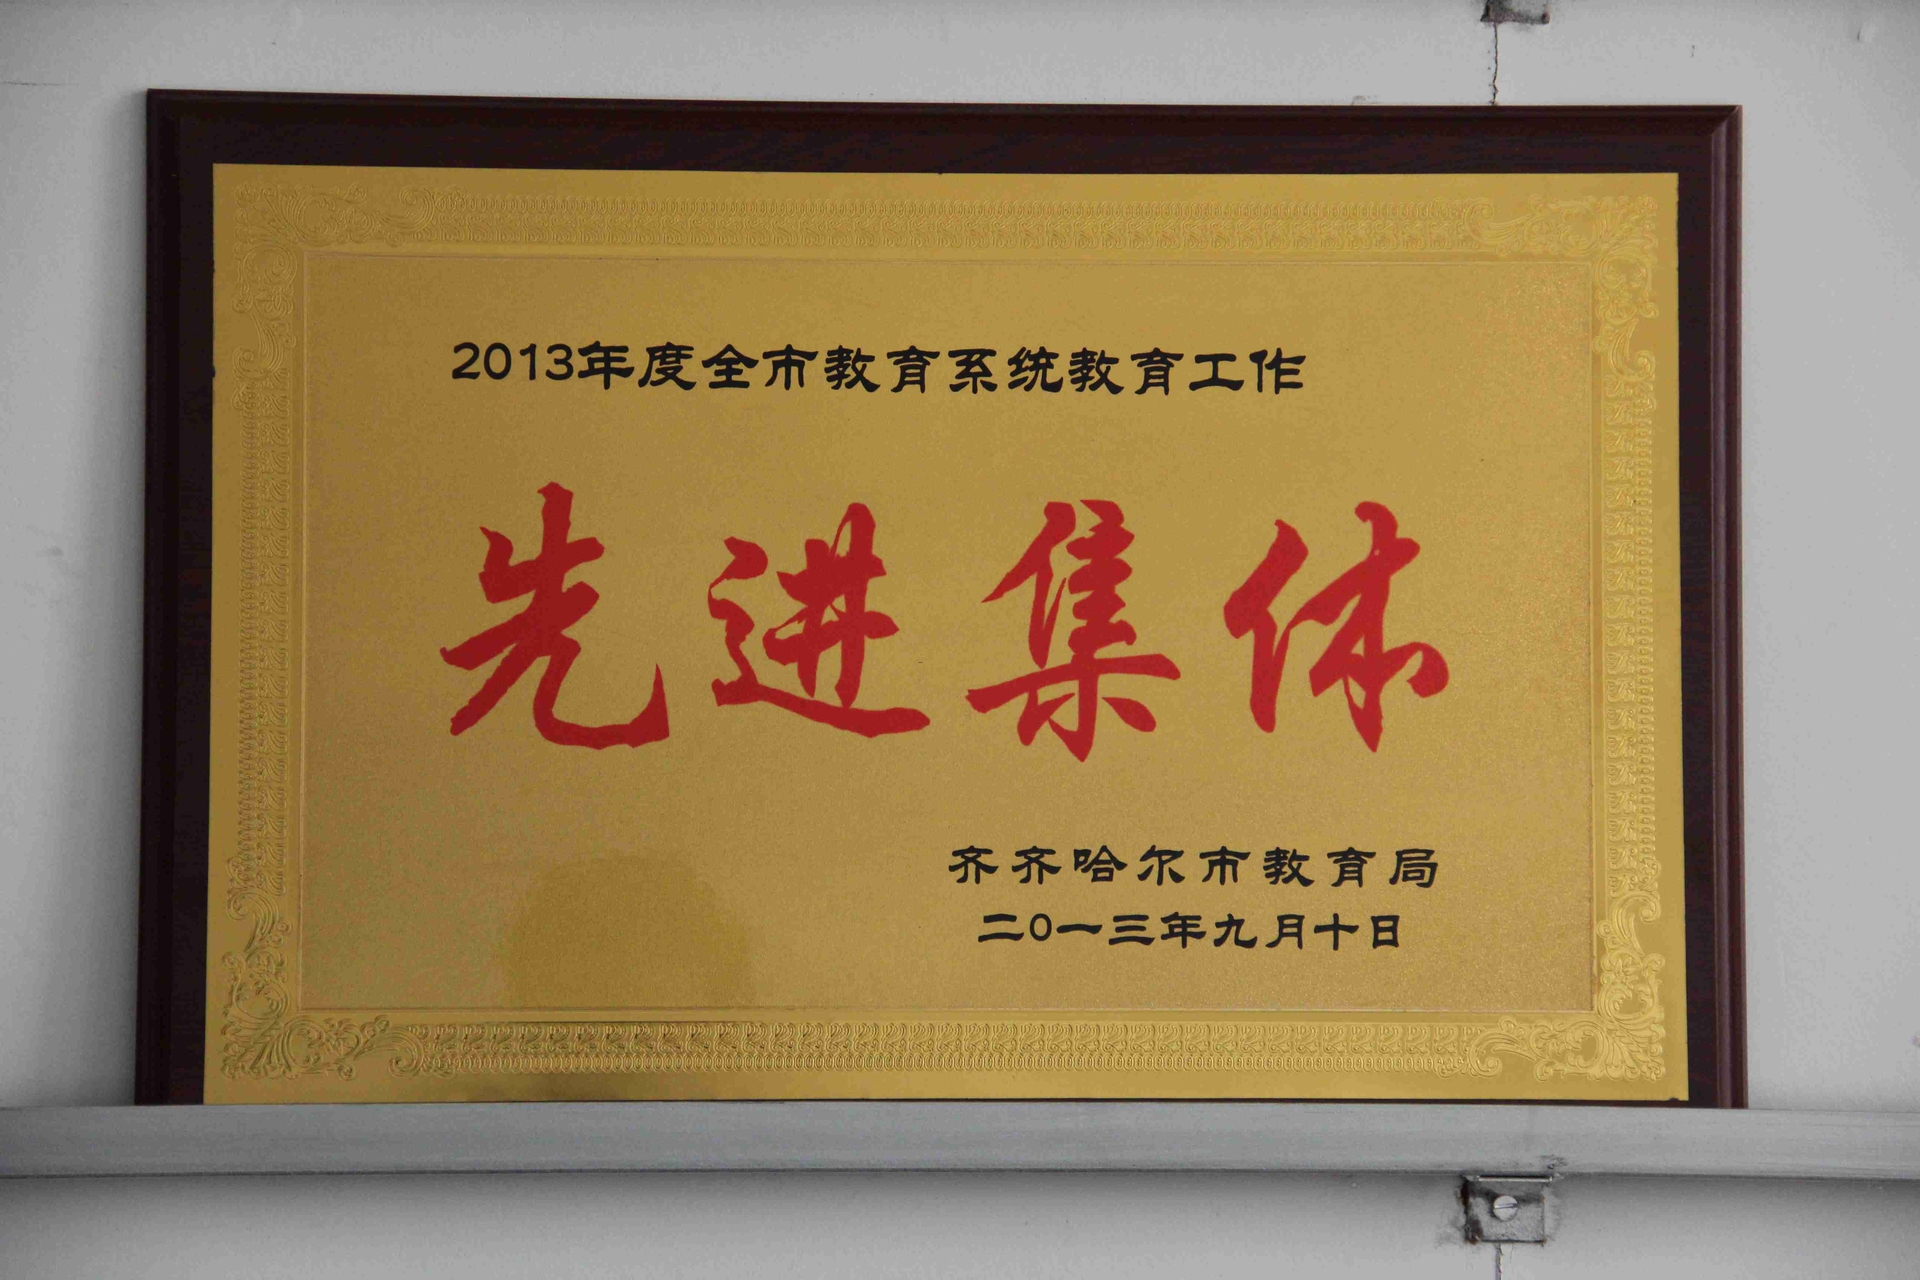 2013年度全市教育系统教育工作
先进集体
齐齐哈尔市教育局
二〇一三年九月十日